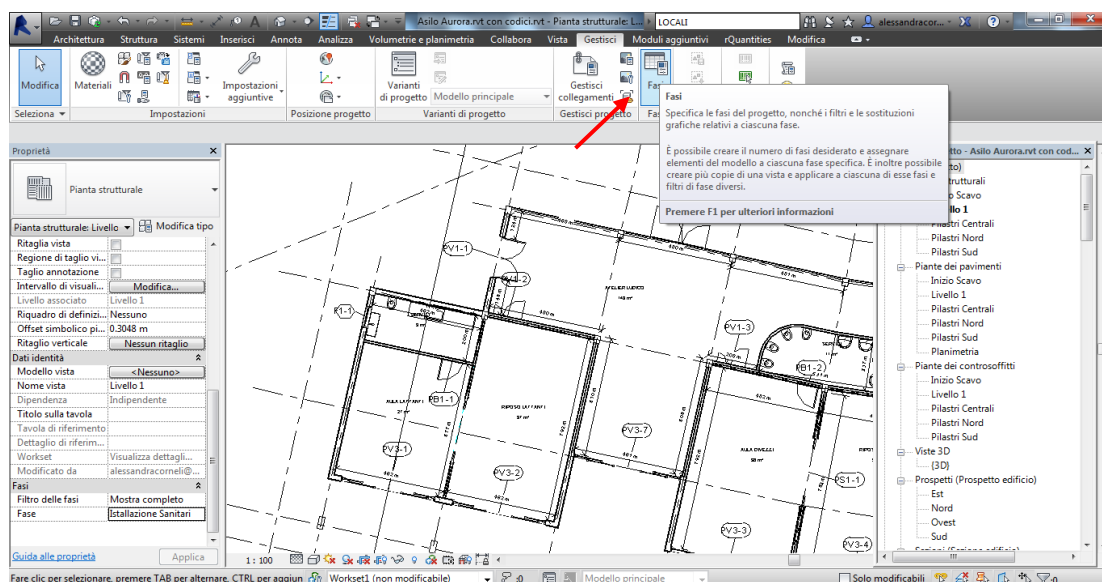 Asilo Aurora.rvt con codici.rvt - Pianta strutturale: L...
LOCALI
alessandracor...
Architettura Struttura Sistemi Inserisci Annota Analizza Volumetrie e planimetria Collabora Vista Gestisci Moduli aggiuntivi rQuantities Modifica
Modifica
Materiali
Impostazioni aggiuntive
Varianti di progetto
Modello principale
Gestisci collegamenti
Seleziona
Impostazioni
Posizione progetto
Varianti di progetto
Gestisci progetto
Fasi
Specifica le fasi del progetto, nonché i filtri e le sostituzioni
grafiche relativi a ciascuna fase.
È possibile creare il numero di fasi desiderato e assegnare
elementi del modello a ciascuna fase specifica. È inoltre possibile
creare più copie di una vista e applicare a ciascuna di esse fasi e
filtri di fase diversi.
Premere F1 per ulteriori informazioni
Proprietà
Pianta strutturale
Pianta strutturale: Livello
Modifica tipo
Ritaglia vista
Regione di taglio vi...
Taglio annotazione
Intervallo di visuali... Modifica...
Livello associato Livello 1
Riquadro di definizi... Nessuno
Offset simbolico pi... 0.3048 m
Ritaglio verticale Nessun ritaglio
Dati identità
Modello vista <Nessuno>
Nome vista Livello 1
Dipendenza Indipendente
Titolo sulla tavola
Tavola di riferimento
Dettaglio di riferim...
Workset Visualizza dettagli...
Modificato da alessandracorneli@...
Fasi
Filtro delle fasi Mostra completo
Fase Istallazione Sanitari
Guida alle proprietà
Applica
PV1-1
PV1-3
PB1-2
PB1-1
PV3-1
PV3-2
PV3-7
PV3-3
PV3-4
PS1-1
1 : 100
etto - Asilo Aurora.rvt con cod...
Pilastri Centrali
Pilastri Nord
Pilastri Sud
Piante dei pavimenti
Inizio Scavo
Livello 1
Pilastri Centrali
Pilastri Nord
Pilastri Sud
Planimetria
Piante dei controsoffitti
Inizio Scavo
Livello 1
Pilastri Centrali
Pilastri Nord
Pilastri Sud
Viste 3D
{3D}
Prospetti (Prospetto edificio)
Est
Nord
Ovest
Sud
Fare clic per selezionare, premere TAB per alternare, CTRL per aggiun
Workset1 (non modificabile)
:0
Modello principale
Solo modificabili
:0